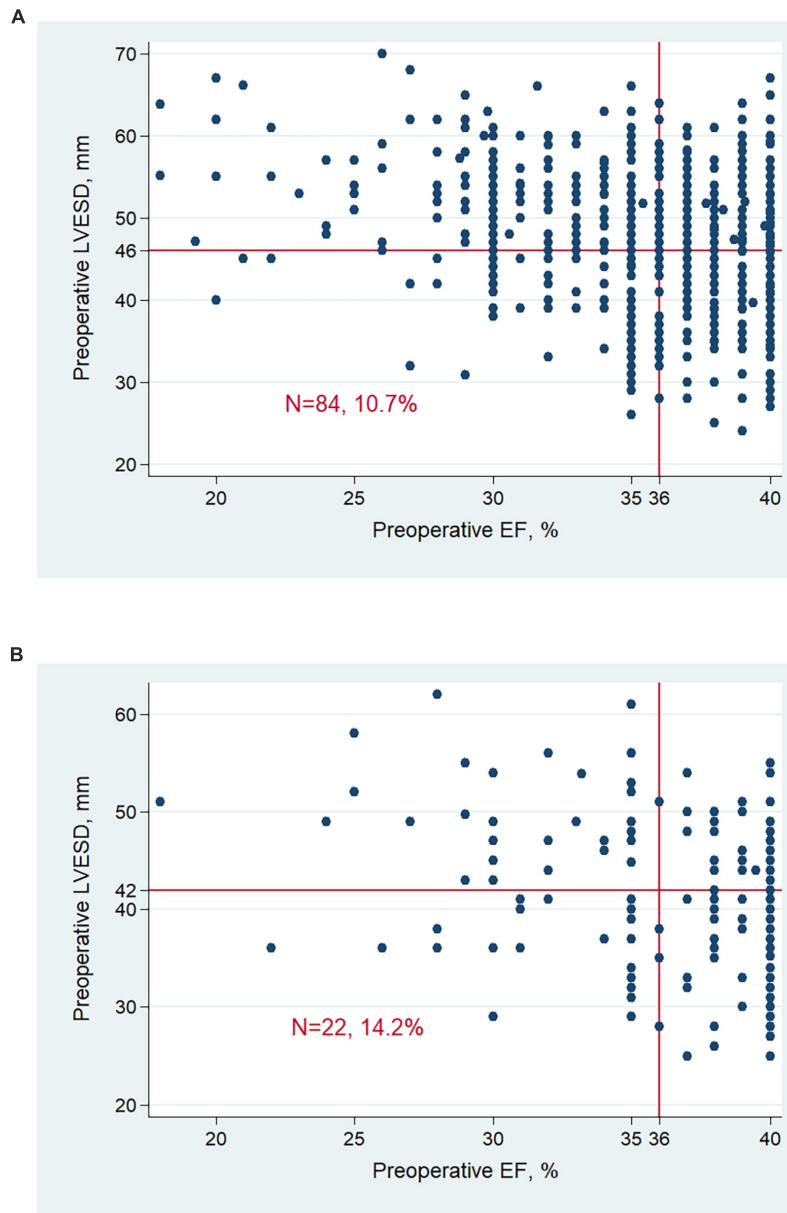 A
Preoperative LVESD, mm
70
60
50
46
40
30
20
N=84, 10.7%
20 25 30 35 36 40
Preoperative EF, %
B
Preoperative LVESD, mm
60
50
42
40
30
20
N=22, 14.2%
20 25 30 35 36 40
Preoperative EF, %